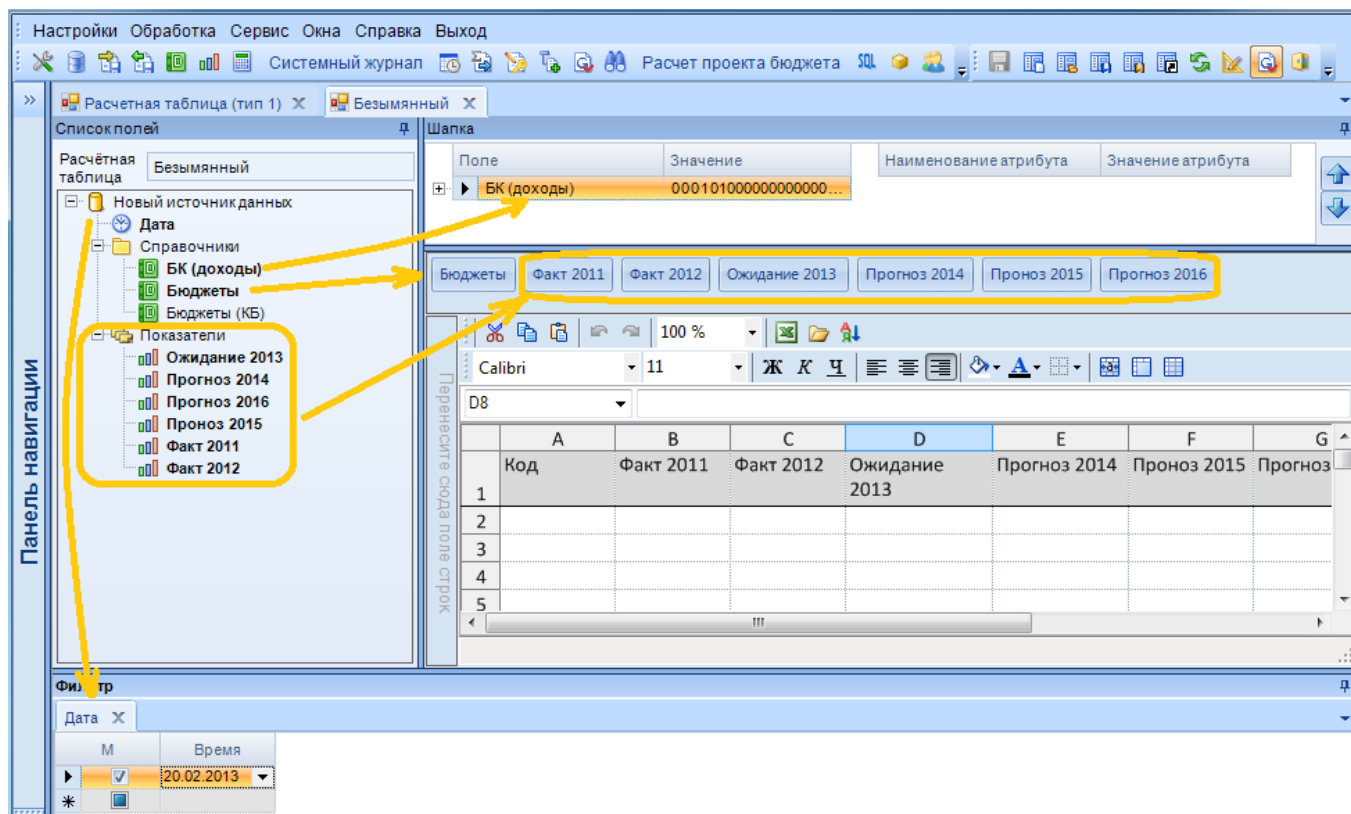 Настройки Обработка Сервис Окна Справка Выход
Системный журнал Расчет проекта бюджета SQL
Расчетная таблица (тип 1) Безымянный
Список полей
Расчётная таблица Безымянный
Новый источник данных
Дата
Справочники
БК (доходы)
Бюджеты
Бюджеты (КБ)
Показатели
Ожидание 2013
Прогноз 2014
Прогноз 2016
Проноз 2015
Факт 2011
Факт 2012
Панель навигации
Шапка
Поле Значение Наименование атрибута Значение атрибута
БК (доходы) 000101000000000000...
Бюджеты Факт 2011 Факт 2012 Ожидание 2013 Прогноз 2014 Проноз 2015 Прогноз 2016
Перенесите сюда поле строк
100 %
Calibri 11 Ж К Ч А
D8
A B C D E F G
Код Факт 2011 Факт 2012 Ожидание Прогноз 2014 Проноз 2015 Прогноз
1 2013
2
3
4
5
Фильтр
Дата
М Время
20.02.2013